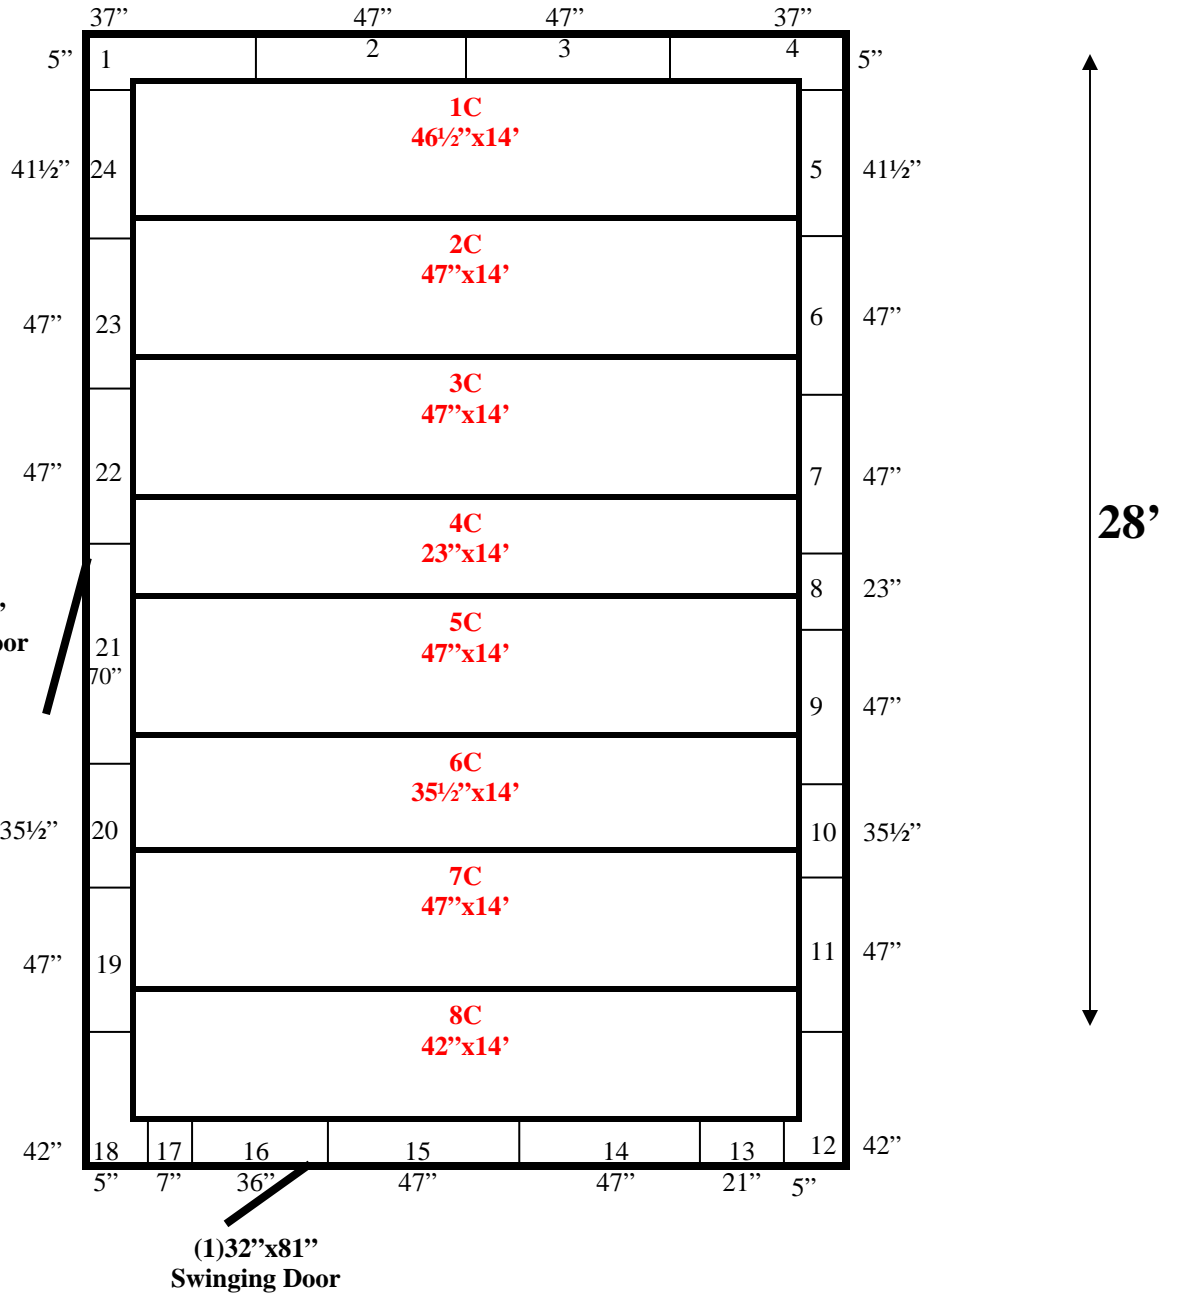 37” 47” 47” 37”
5” 1 2 3 4 5”
1C
46½”x14’
41½” 24 5 41½”
2C
47”x14’
47” 23 6 47”
3C
47”x14’
47” 22 7 47”
28’
4C
23”x14’
8 23”
’
oor
5C
47”x14’
21
70”
9 47”
6C
35½”x14’
35½” 20 10 35½”
7C
47”x14’
47” 19 11 47”
8C
42”x14’
42” 18 17 16 15 14 13 12 42”
5” 7” 36” 47” 47” 21” 5”
(1)32”x81”
Swinging Door